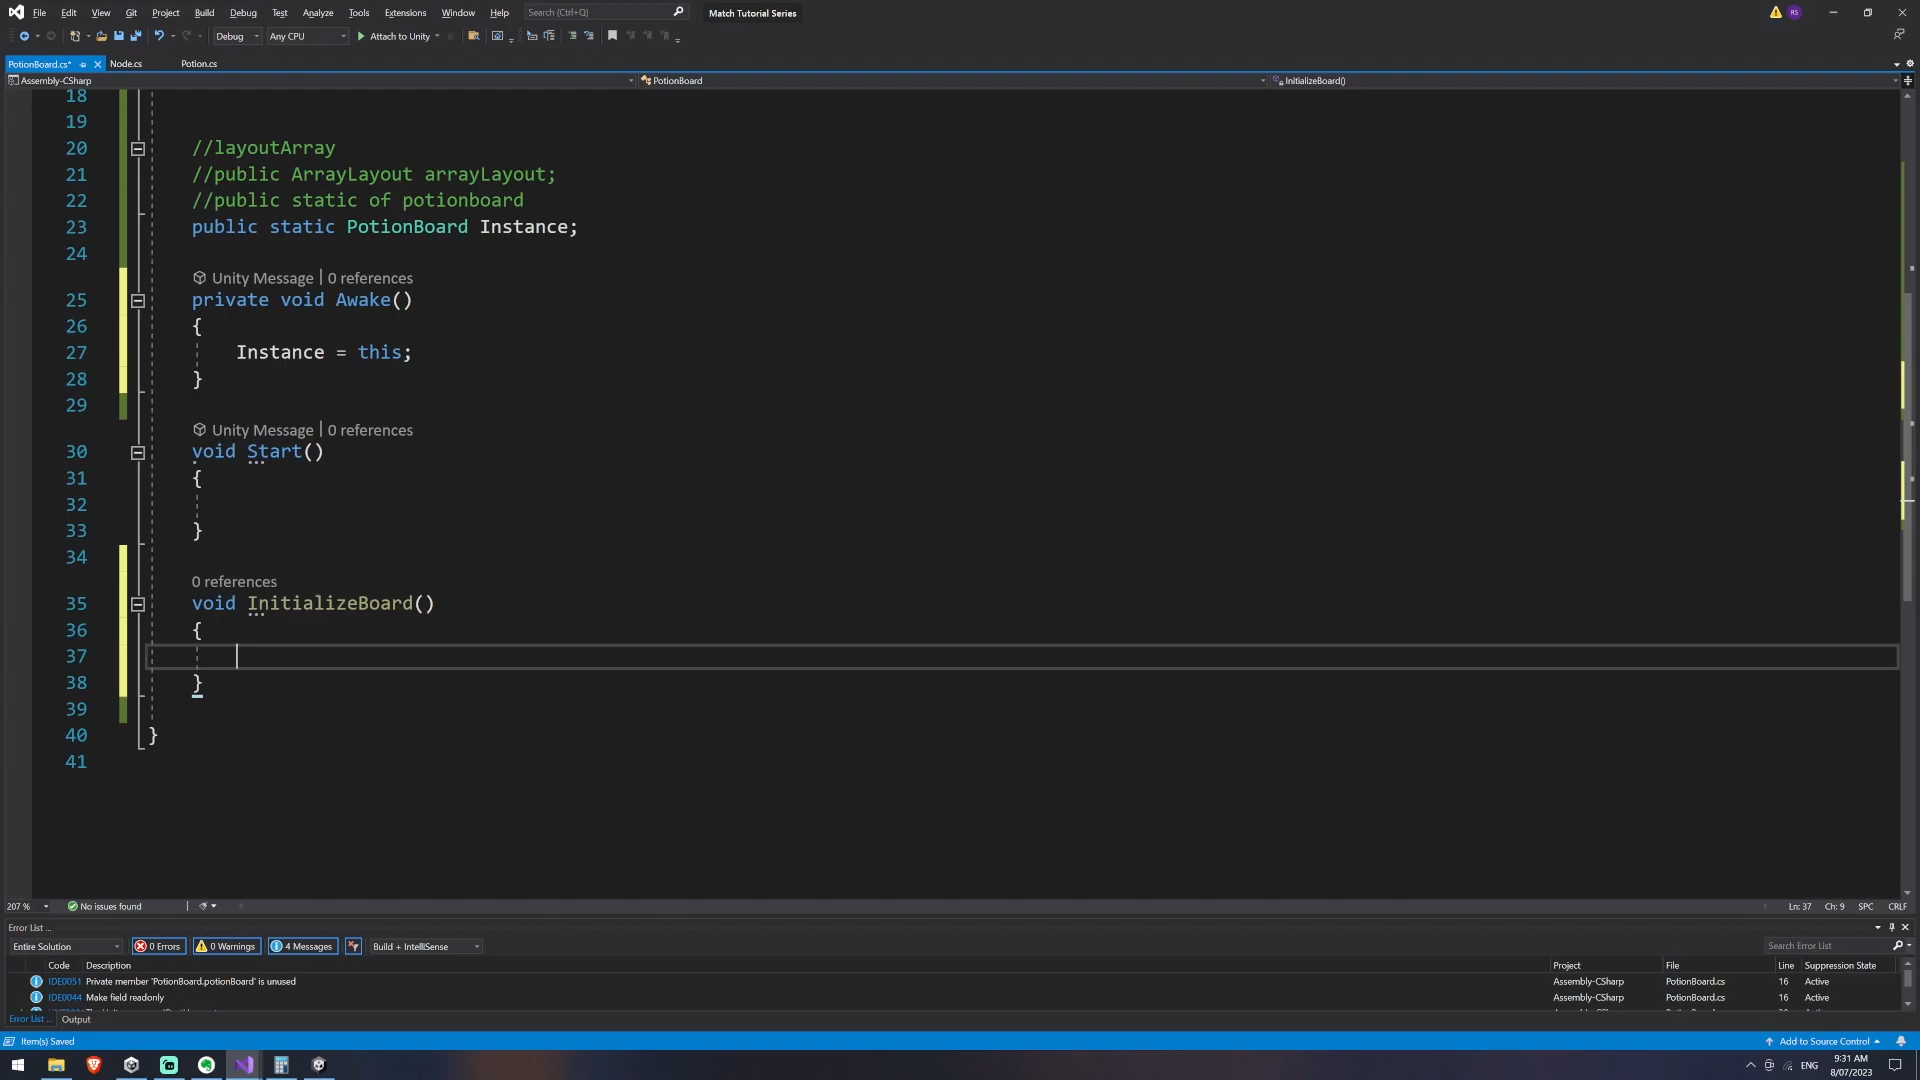 File Edit View Git Project Build Debug Test Analyze Tools Extensions Window Help Search (Ctrl+Q) Match Tutorial Series RS
Debug Any CPU Attach to Unity
PotionBoard.cs* Node.cs Potion.cs
Assembly-CSharp PotionBoard InitializeBoard()
18
19
20 //layoutArray
21 //public ArrayLayout arrayLayout;
22 //public static of potionboard
23 public static PotionBoard Instance;
24
Unity Message | 0 references
25 private void Awake()
26 {
27 Instance = this;
28 }
29
Unity Message | 0 references
30 void Start()
31 {
32
33 }
34
0 references
35 void InitializeBoard()
36 {
37
38 }
39
40 }
41
207 % No issues found Ln: 37 Ch: 9 SPC CRLF
Error List ...
Entire Solution 0 Errors 0 Warnings 4 Messages Build + IntelliSense Search Error List
Code Description Project File Line Suppression State
IDE0051 Private member 'PotionBoard.potionBoard' is unused Assembly-CSharp PotionBoard.cs 16 Active
IDE0044 Make field readonly Assembly-CSharp PotionBoard.cs 16 Active
Error List ... Output
Item(s) Saved Add to Source Control
ENG 9:31 AM
8/07/2023